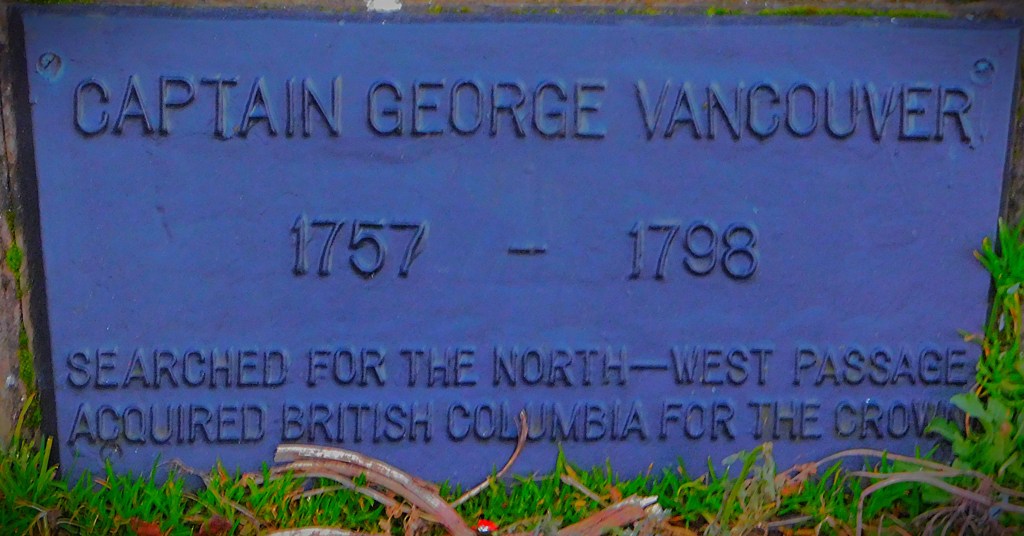 CAPTAIN GEORGE VANCOUVER
1757 - 1798
SEARCHED FOR THE NORTH-WEST PASSAGE
ACQUIRED BRITISH COLUMBIA FOR THE CROWN